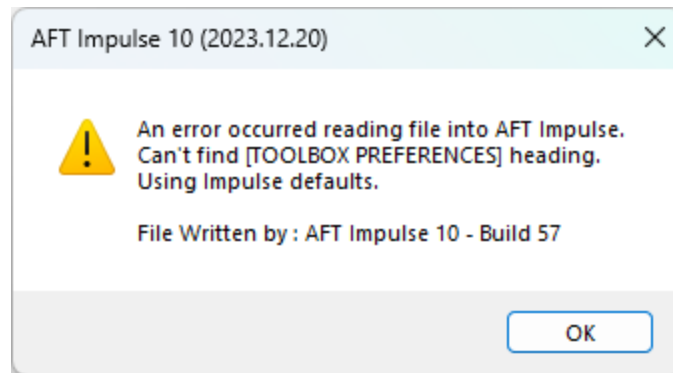 AFT Impulse 10 (2023.12.20)
An error occurred reading file into AFT Impulse.
Can't find [TOOLBOX PREFERENCES] heading.
Using Impulse defaults.
File Written by : AFT Impulse 10 - Build 57
OK